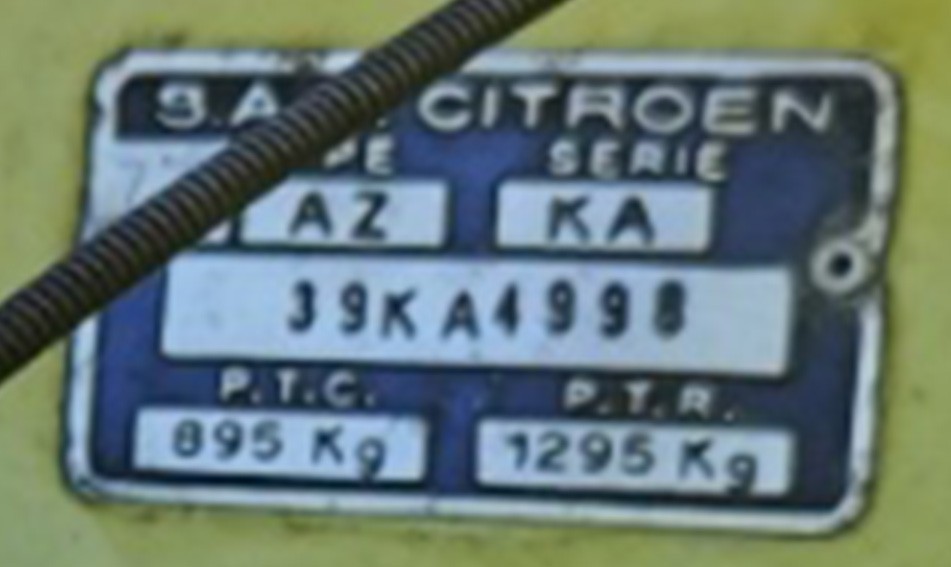 S.A. CITROEN
SERIE
AZ KA
39KA4998
P.T.C. P.T.R.
895 Kg 1295 Kg